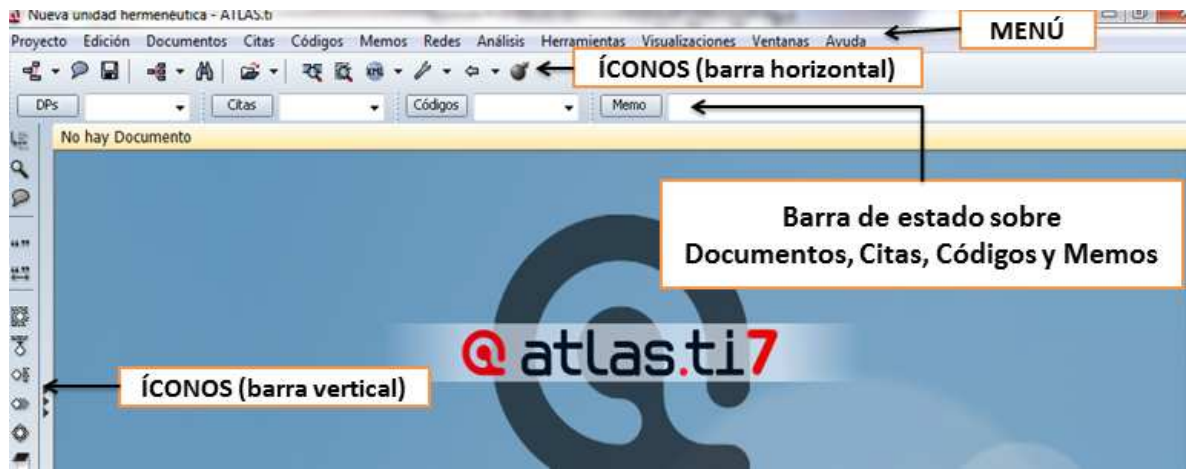 Nueva unidad hermenéutica - ATLAS.ti
Proyecto Edición Documentos Citas Códigos Memos Redes Análisis Herramientas Visualizaciones Ventanas Ayuda
MENÚ
ÍCONOS (barra horizontal)
XML
DPs Citas Códigos Memo
No hay Documento
Barra de estado sobre
Documentos, Citas, Códigos y Memos
@ atlas.ti7
ÍCONOS (barra vertical)